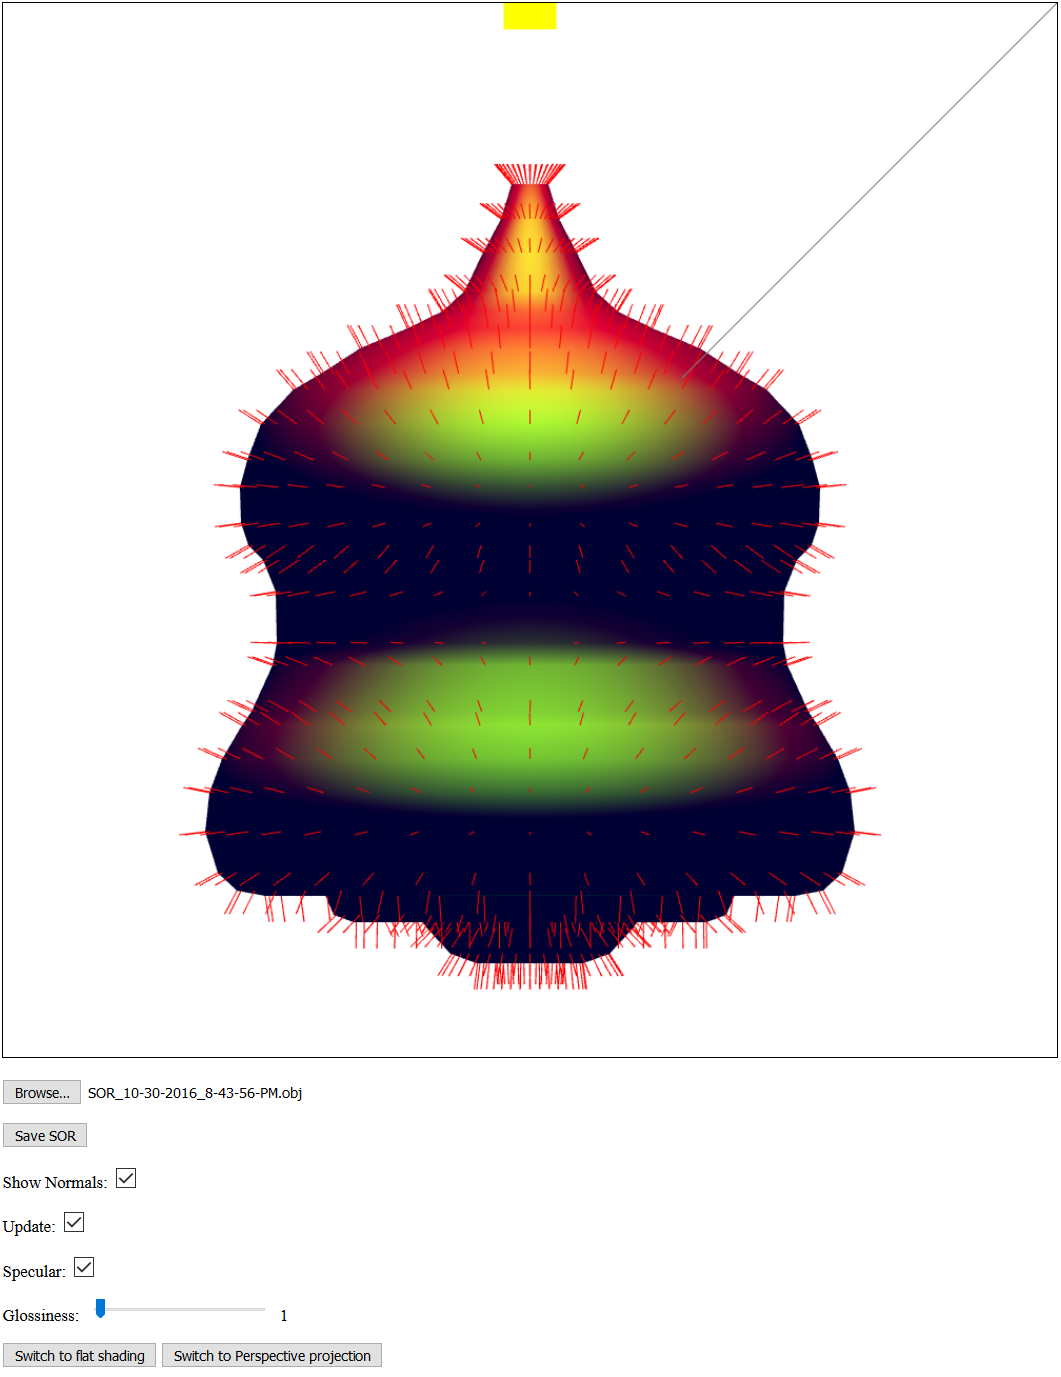 Browse... SOR_10-30-2016_8-43-56-PM.obj
Save SOR
Show Normals:
Update:
Specular:
Glossiness: 1
Switch to flat shading Switch to Perspective projection